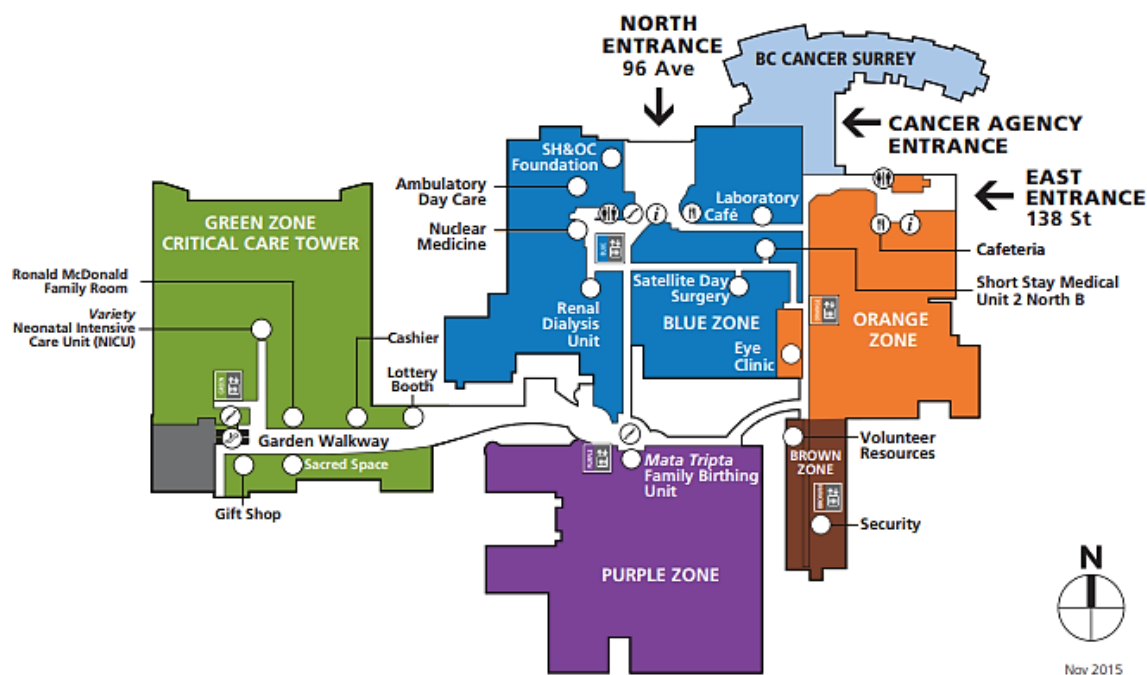 NORTH
ENTRANCE
96 Ave
BC CANCER SURREY
CANCER AGENCY
ENTRANCE
EAST
ENTRANCE
138 St
SH&OC
Foundation
Ambulatory
Day Care
Nuclear
Medicine
Laboratory
Café
Cafeteria
Short Stay Medical
Unit 2 North B
Satellite Day
Surgery
Renal
Dialysis
Unit
BLUE ZONE
BLUE
ORANGE
ZONE
ORANGE
Eye
Clinic
GREEN ZONE
CRITICAL CARE TOWER
Ronald McDonald
Family Room
Variety
Neonatal Intensive
Care Unit (NICU)
Cashier
Lottery
Booth
GREEN
Garden Walkway
Sacred Space
Gift Shop
Mata Tripta
Family Birthing
Unit
PURPLE ZONE
Volunteer
Resources
BROWN
ZONE
Security
N
Nov 2015